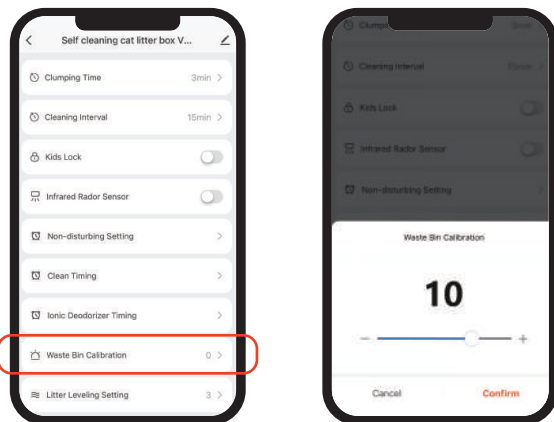 Self cleaning cat litter box V...
Clumping Time 3min
Cleaning Interval 15min
Kids Lock
Infrared Rador Sensor
Non-disturbing Setting
Clean Timing
Ionic Deodorizer Timing
Waste Bin Calibration 0
Litter Leveling Setting 3
Cleaning Interval
Kids Lock
Infrared Rador Sensor
Non-disturbing Setting
Waste Bin Calibration
10
Cancel Confirm